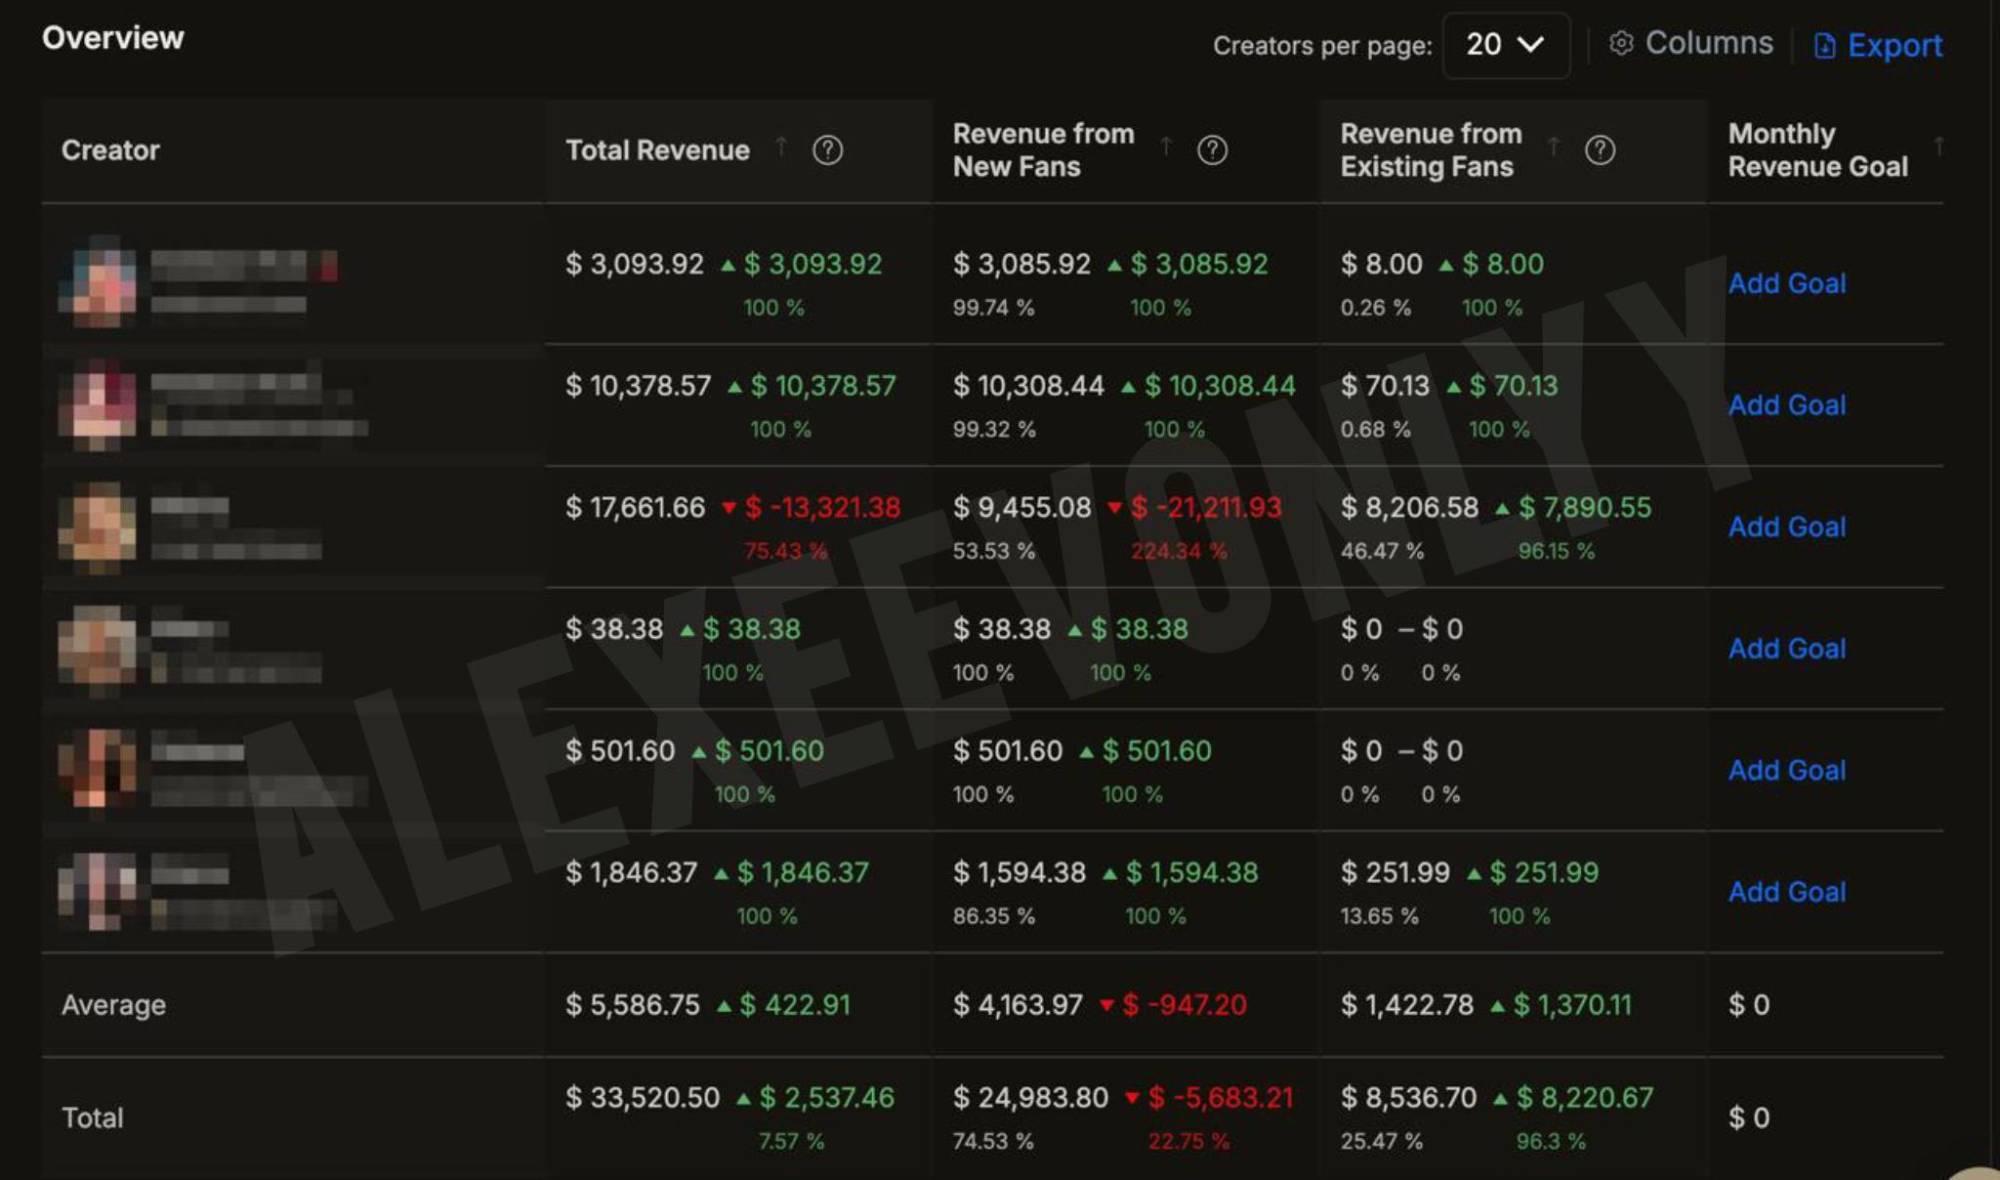 Overview
Creators per page: 20 Columns Export
Creator Total Revenue ↑ ? Revenue from New Fans ↑ ? Revenue from Existing Fans ↑ ? Monthly Revenue Goal ↑
$ 3,093.92 ▲ $ 3,093.92 $ 3,085.92 ▲ $ 3,085.92 $ 8.00 ▲ $ 8.00 Add Goal
100 % 99.74 % 100 % 0.26 % 100 %
$ 10,378.57 ▲ $ 10,378.57 $ 10,308.44 ▲ $ 10,308.44 $ 70.13 ▲ $ 70.13 Add Goal
100 % 99.32 % 100 % 0.68 % 100 %
$ 17,661.66 ▼ $ -13,321.38 $ 9,455.08 ▼ $ -21,211.93 $ 8,206.58 ▲ $ 7,890.55 Add Goal
75.43 % 53.53 % 224.34 % 46.47 % 96.15 %
$ 38.38 ▲ $ 38.38 $ 38.38 ▲ $ 38.38 $ 0 – $ 0 Add Goal
100 % 100 % 100 % 0 % 0 %
$ 501.60 ▲ $ 501.60 $ 501.60 ▲ $ 501.60 $ 0 – $ 0 Add Goal
100 % 100 % 100 % 0 % 0 %
$ 1,846.37 ▲ $ 1,846.37 $ 1,594.38 ▲ $ 1,594.38 $ 251.99 ▲ $ 251.99 Add Goal
100 % 86.35 % 100 % 13.65 % 100 %
Average $ 5,586.75 ▲ $ 422.91 $ 4,163.97 ▼ $ -947.20 $ 1,422.78 ▲ $ 1,370.11 $ 0
Total $ 33,520.50 ▲ $ 2,537.46 $ 24,983.80 ▼ $ -5,683.21 $ 8,536.70 ▲ $ 8,220.67 $ 0
7.57 % 74.53 % 22.75 % 25.47 % 96.3 %
ALEXEEVONLYY